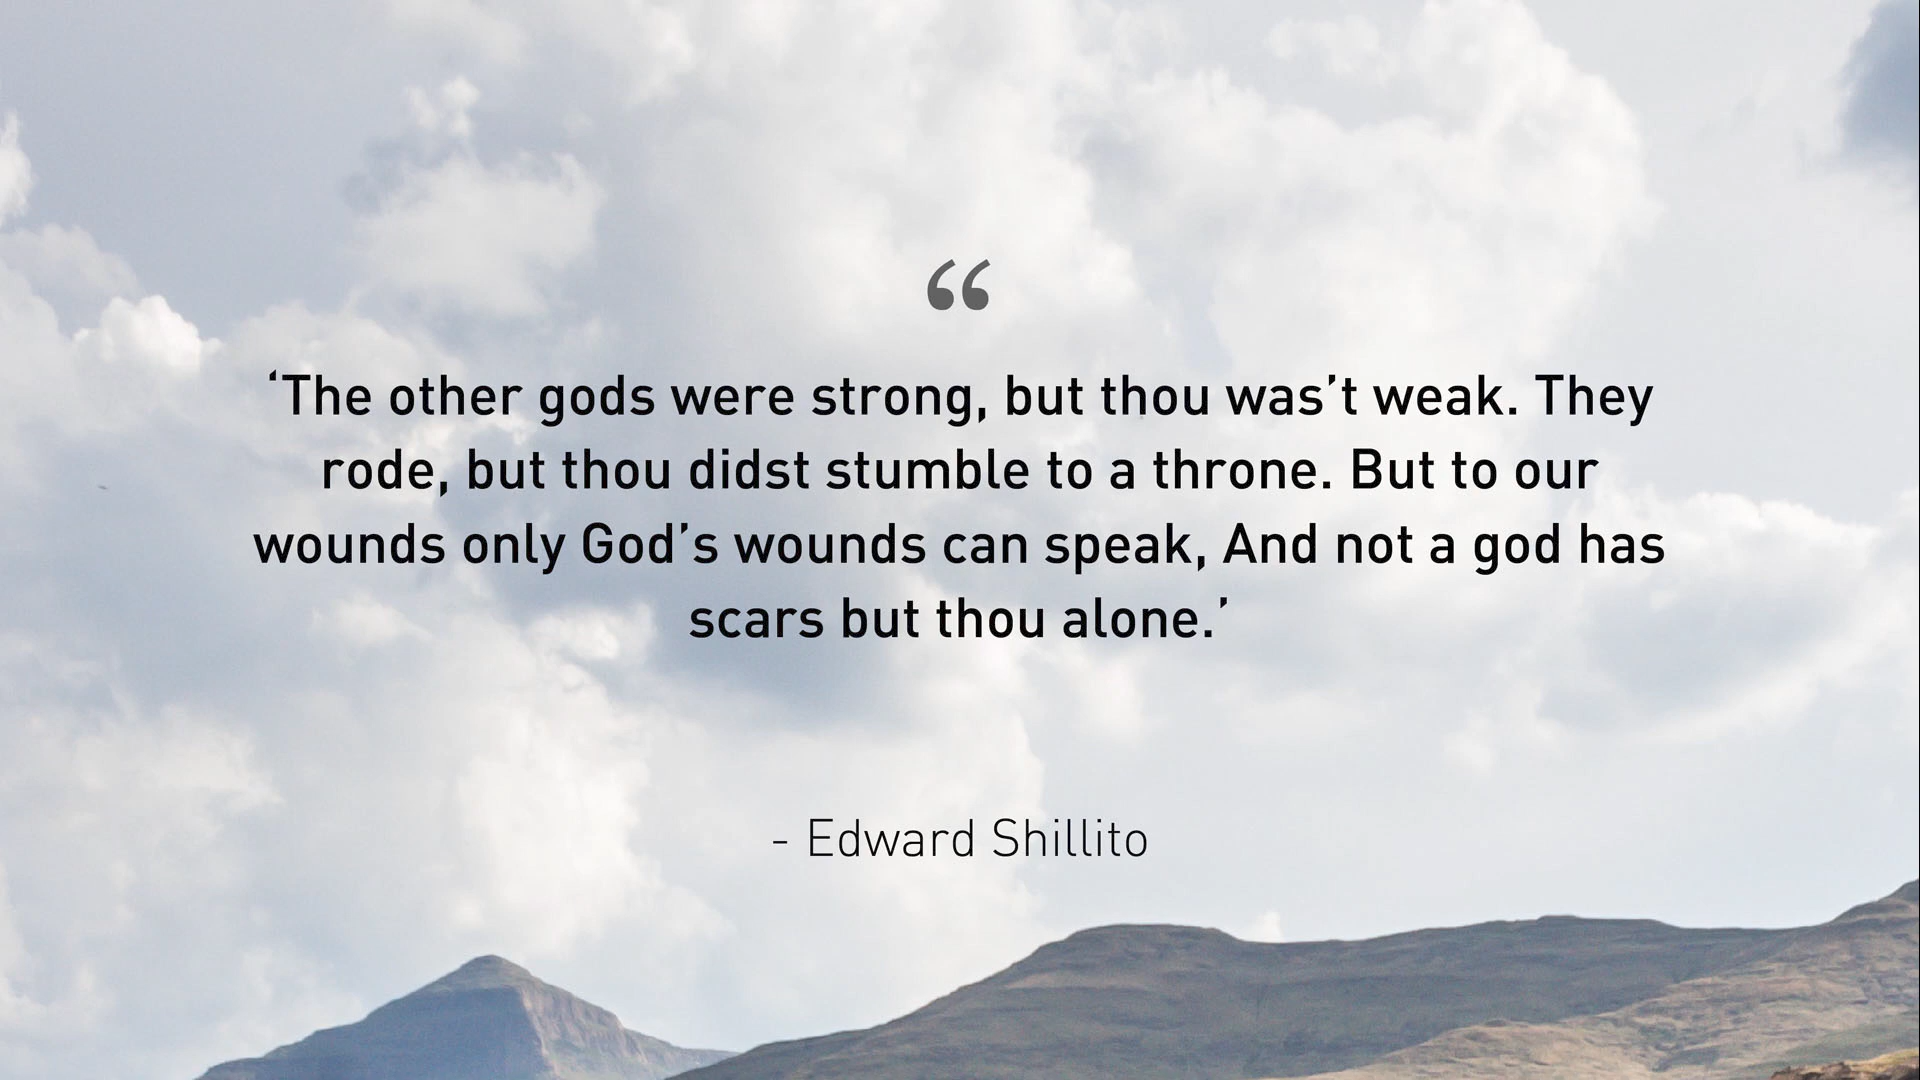 “
‘The other gods were strong, but thou was’t weak. They
rode, but thou didst stumble to a throne. But to our
wounds only God’s wounds can speak, And not a god has
scars but thou alone.’
- Edward Shillito